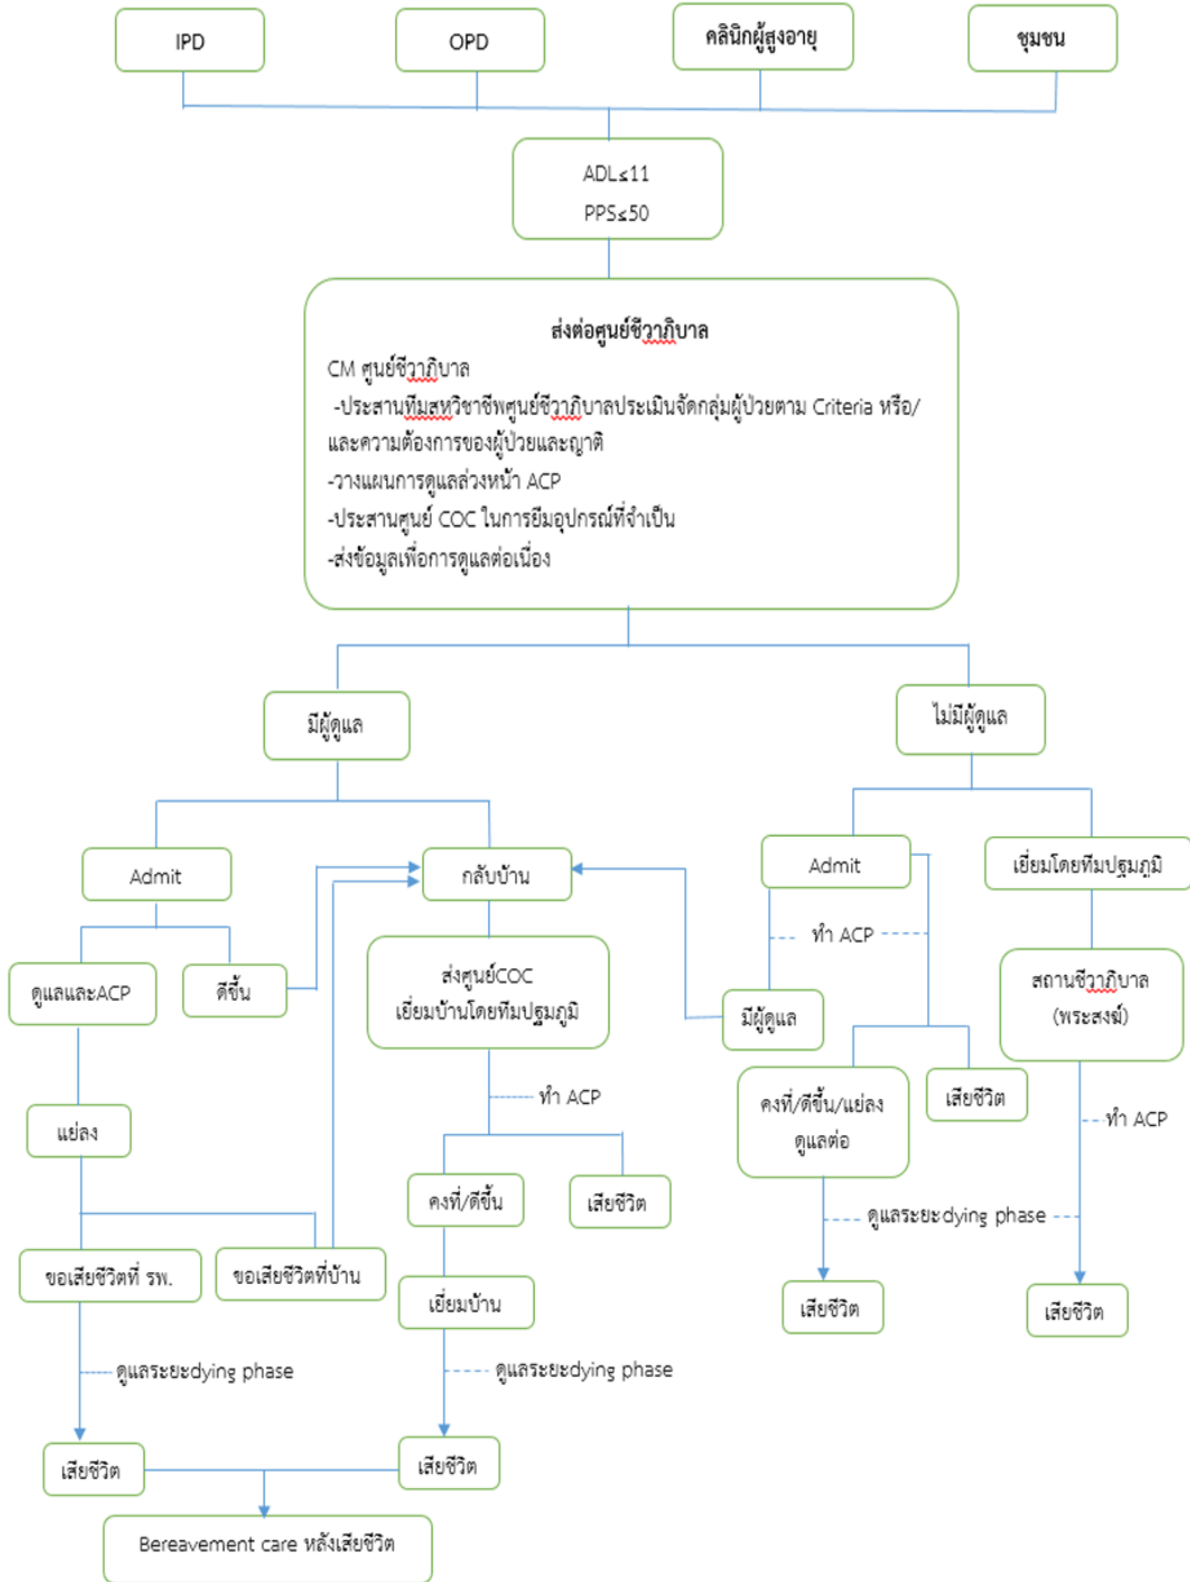 IPD
OPD
คลินิกผู้สูงอายุ
ชุมชน
ADL≤11
PPS≤50
ส่งต่อศูนย์ชีวาภิบาล
CM ศูนย์ชีวาภิบาล
-ประสานทีมสหวิชาชีพศูนย์ชีวาภิบาลประเมินจัดกลุ่มผู้ป่วยตาม Criteria หรือ/
และความต้องการของผู้ป่วยและญาติ
-วางแผนการดูแลล่วงหน้า ACP
-ประสานศูนย์ COC ในการยืมอุปกรณ์ที่จำเป็น
-ส่งข้อมูลเพื่อการดูแลต่อเนื่อง
มีผู้ดูแล
ไม่มีผู้ดูแล
Admit
กลับบ้าน
Admit
เยี่ยมโดยทีมปฐมภูมิ
ทำ ACP
ดูแลและACP
ดีขึ้น
ส่งศูนย์COC
เยี่ยมบ้านโดยทีมปฐมภูมิ
มีผู้ดูแล
สถานชีวาภิบาล
(พระสงฆ์)
แย่ลง
ทำ ACP
คงที่/ดีขึ้น/แย่ลง
ดูแลต่อ
เสียชีวิต
ทำ ACP
คงที่/ดีขึ้น
เสียชีวิต
ดูแลระยะdying phase
ขอเสียชีวิตที่ รพ.
ขอเสียชีวิตที่บ้าน
เยี่ยมบ้าน
เสียชีวิต
เสียชีวิต
ดูแลระยะdying phase
ดูแลระยะdying phase
เสียชีวิต
เสียชีวิต
Bereavement care หลังเสียชีวิต